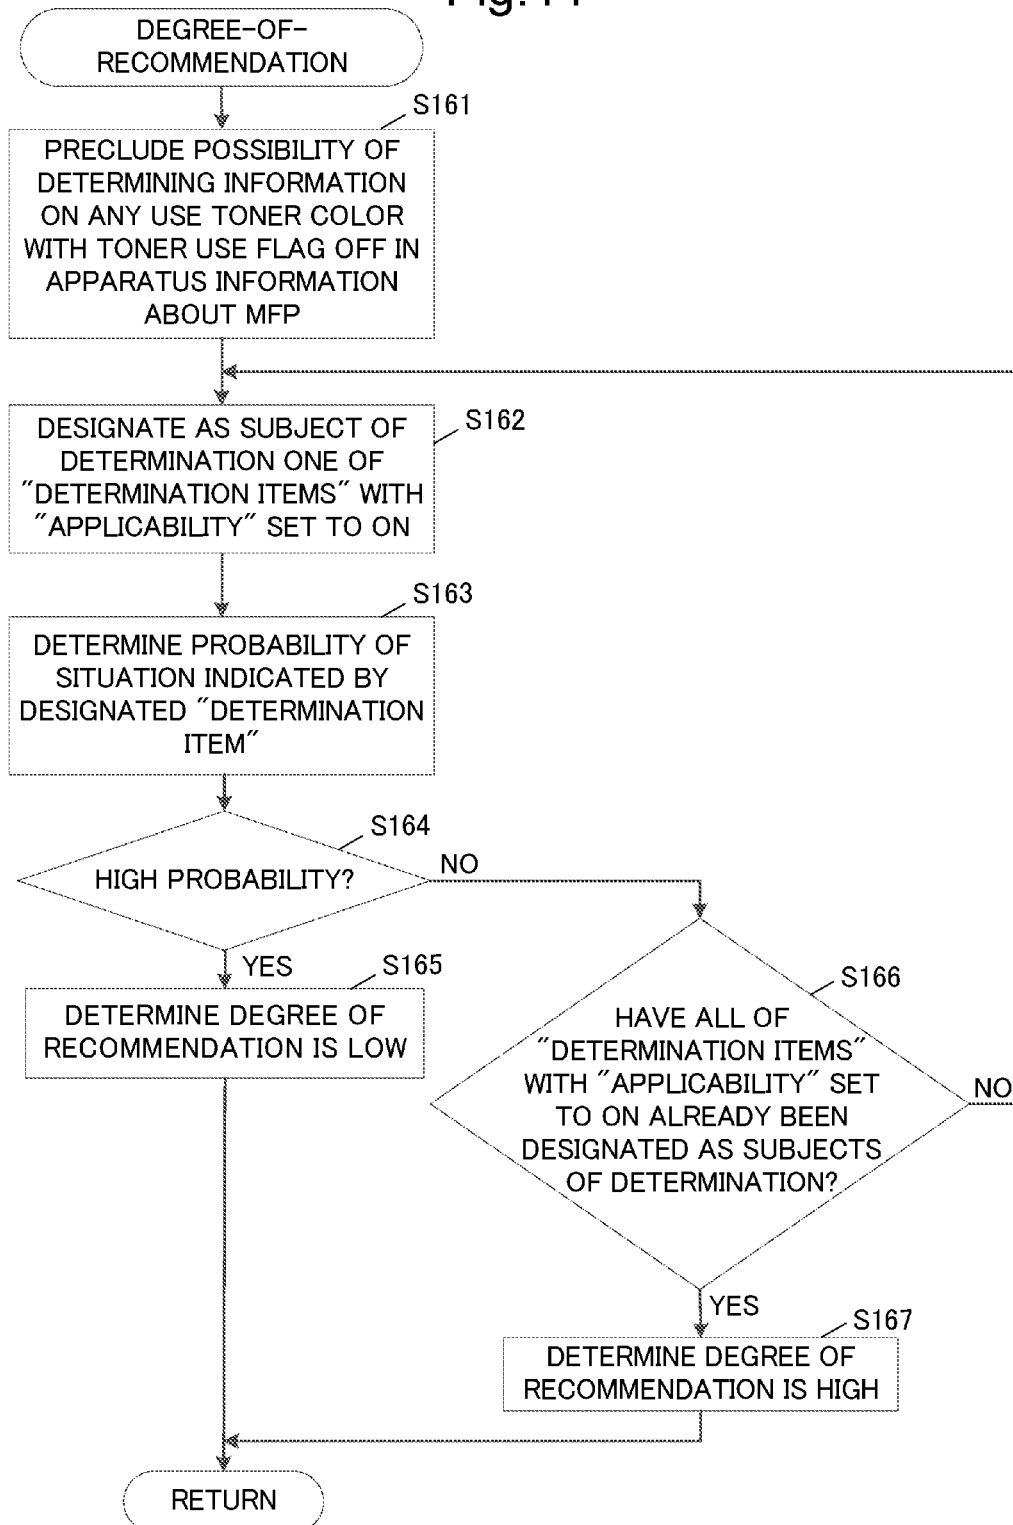 DEGREE-OF-
RECOMMENDATION
S161
PRECLUDE POSSIBILITY OF
DETERMINING INFORMATION
ON ANY USE TONER COLOR
WITH TONER USE FLAG OFF IN
APPARATUS INFORMATION
ABOUT MFP
S162
DESIGNATE AS SUBJECT OF
DETERMINATION ONE OF
"DETERMINATION ITEMS" WITH
"APPLICABILITY" SET TO ON
S163
DETERMINE PROBABILITY OF
SITUATION INDICATED BY
DESIGNATED "DETERMINATION
ITEM"
S164
HIGH PROBABILITY?
NO
YES
S165
DETERMINE DEGREE OF
RECOMMENDATION IS LOW
S166
HAVE ALL OF
"DETERMINATION ITEMS"
WITH "APPLICABILITY" SET
TO ON ALREADY BEEN
DESIGNATED AS SUBJECTS
OF DETERMINATION?
NO
YES
S167
DETERMINE DEGREE OF
RECOMMENDATION IS HIGH
RETURN